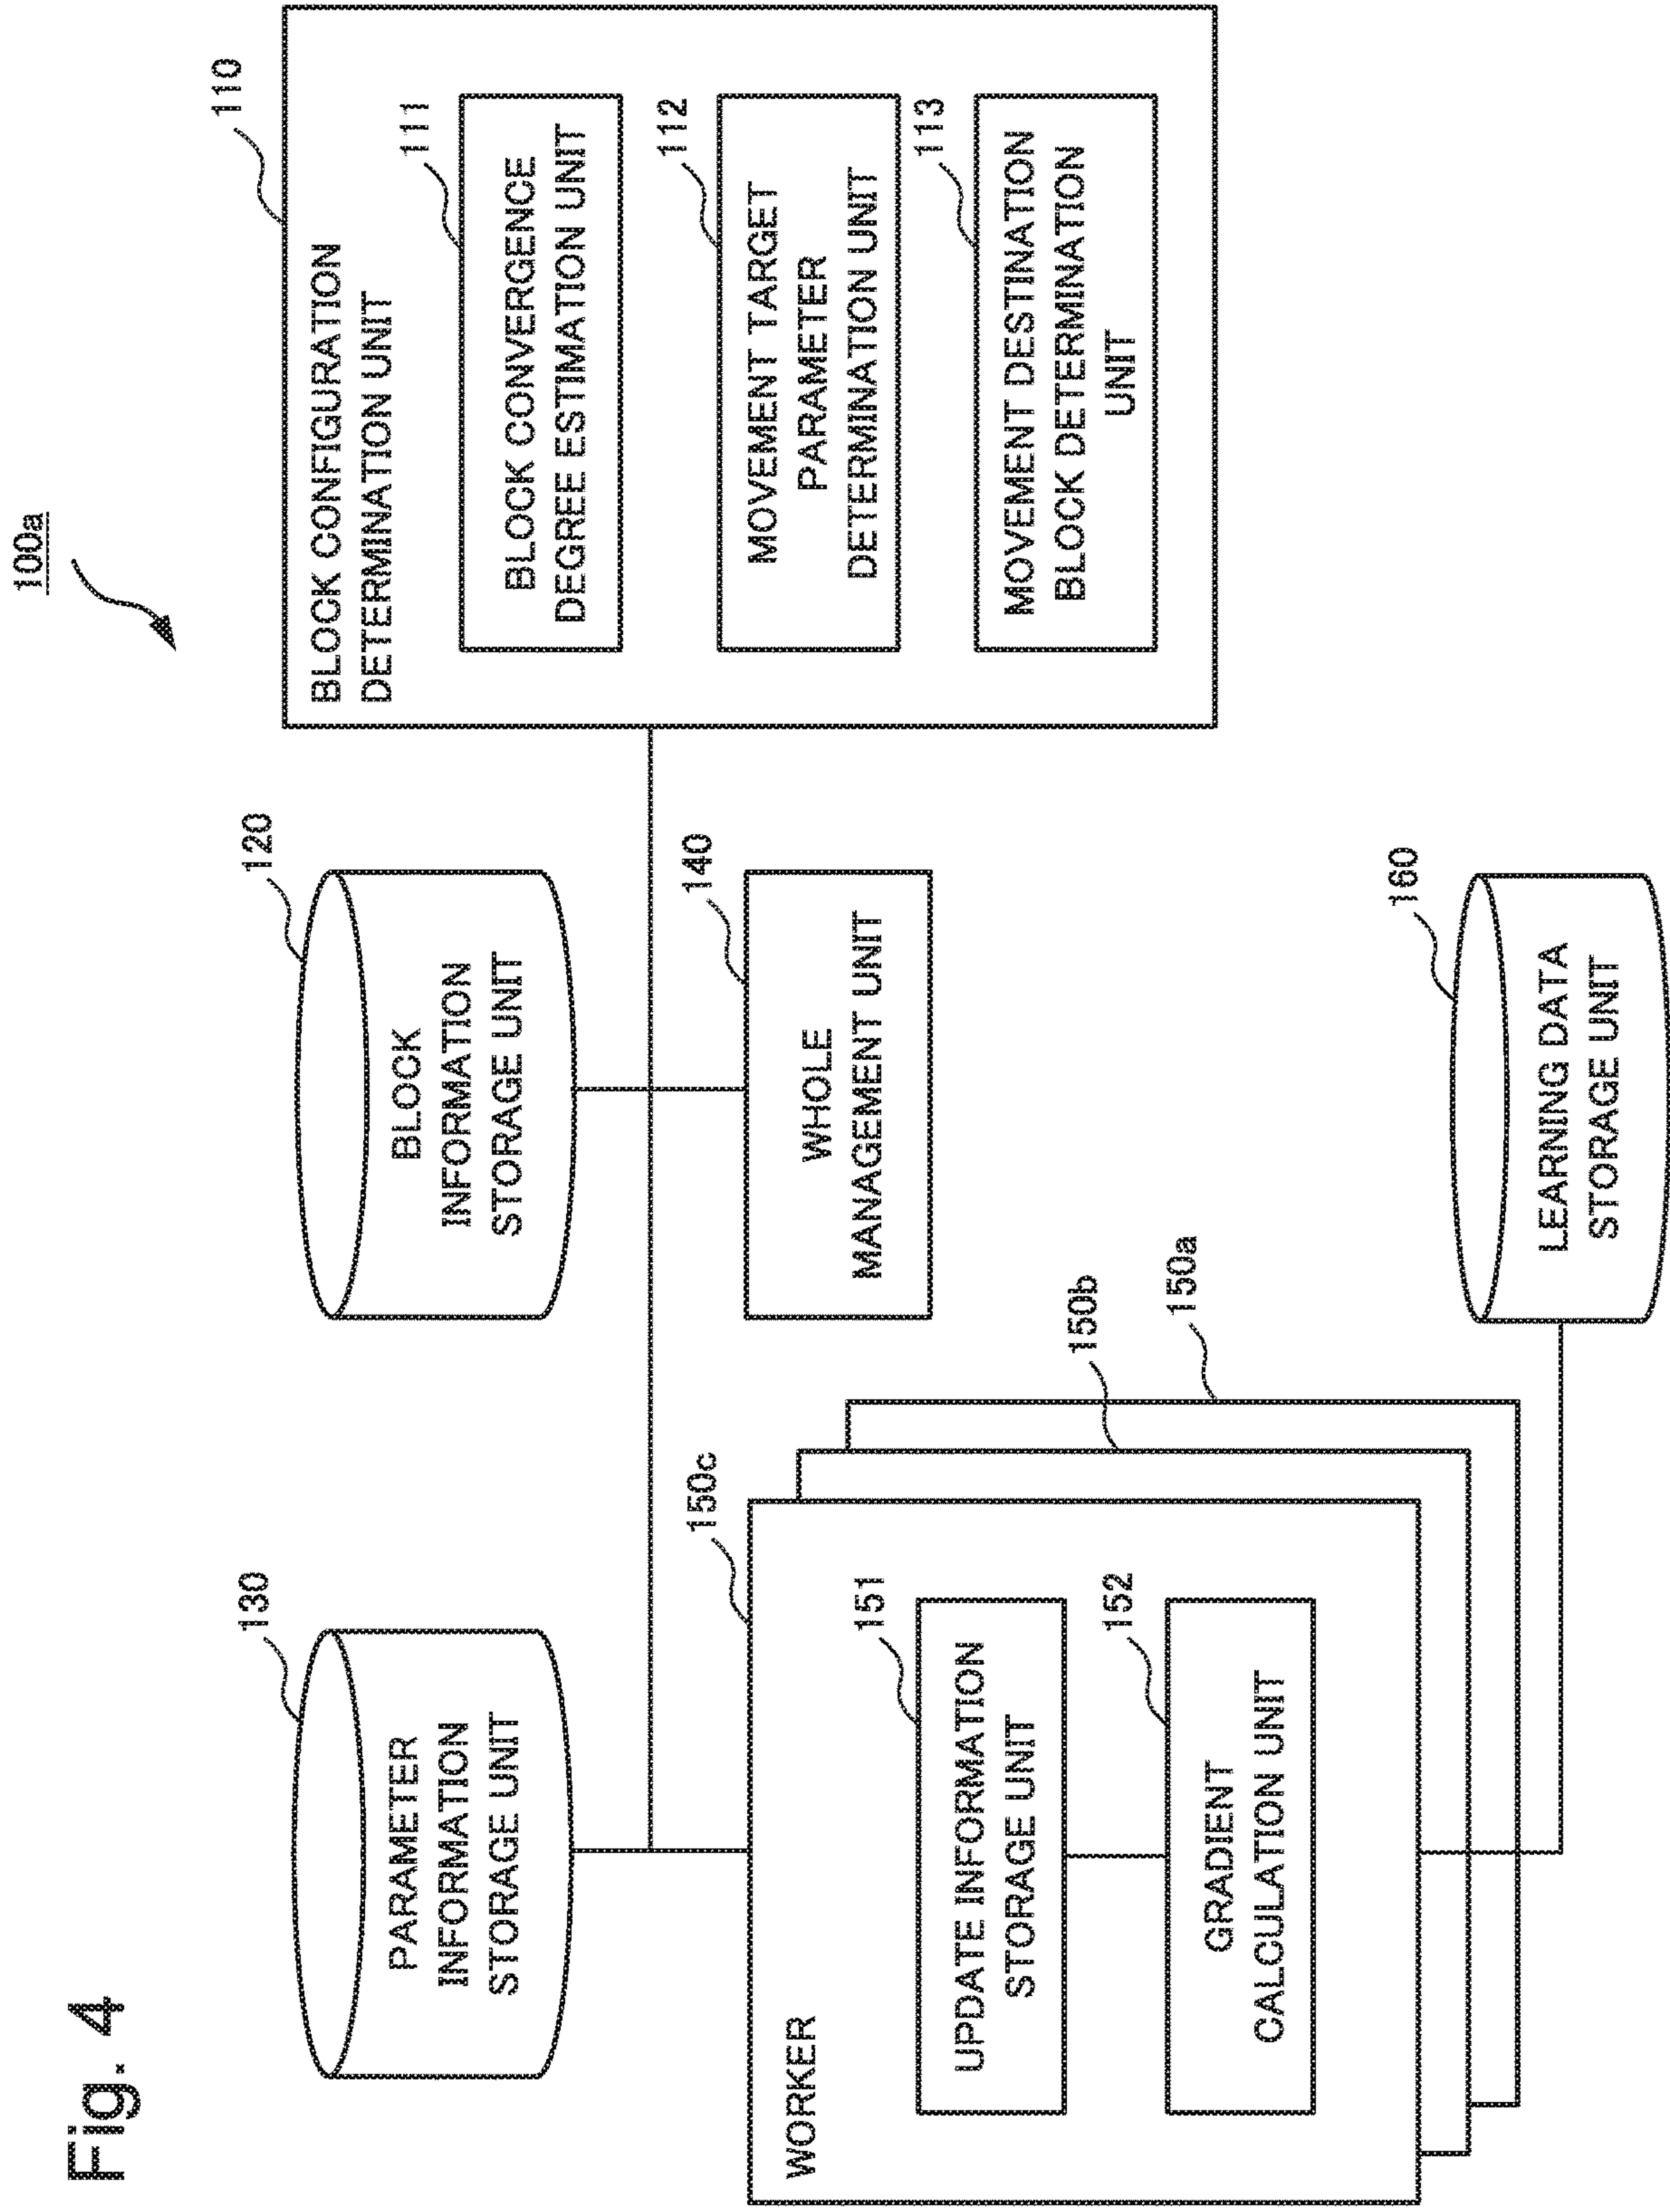 Fig. 4
100a
130
PARAMETER
INFORMATION
STORAGE UNIT
120
BLOCK
INFORMATION
STORAGE UNIT
110
BLOCK CONFIGURATION
DETERMINATION UNIT
111
BLOCK CONVERGENCE
DEGREE ESTIMATION UNIT
112
MOVEMENT TARGET
PARAMETER
DETERMINATION UNIT
113
MOVEMENT DESTINATION
BLOCK DETERMINATION
UNIT
140
WHOLE
MANAGEMENT UNIT
150c
150b
150a
WORKER
151
UPDATE INFORMATION
STORAGE UNIT
152
GRADIENT
CALCULATION UNIT
160
LEARNING DATA
STORAGE UNIT